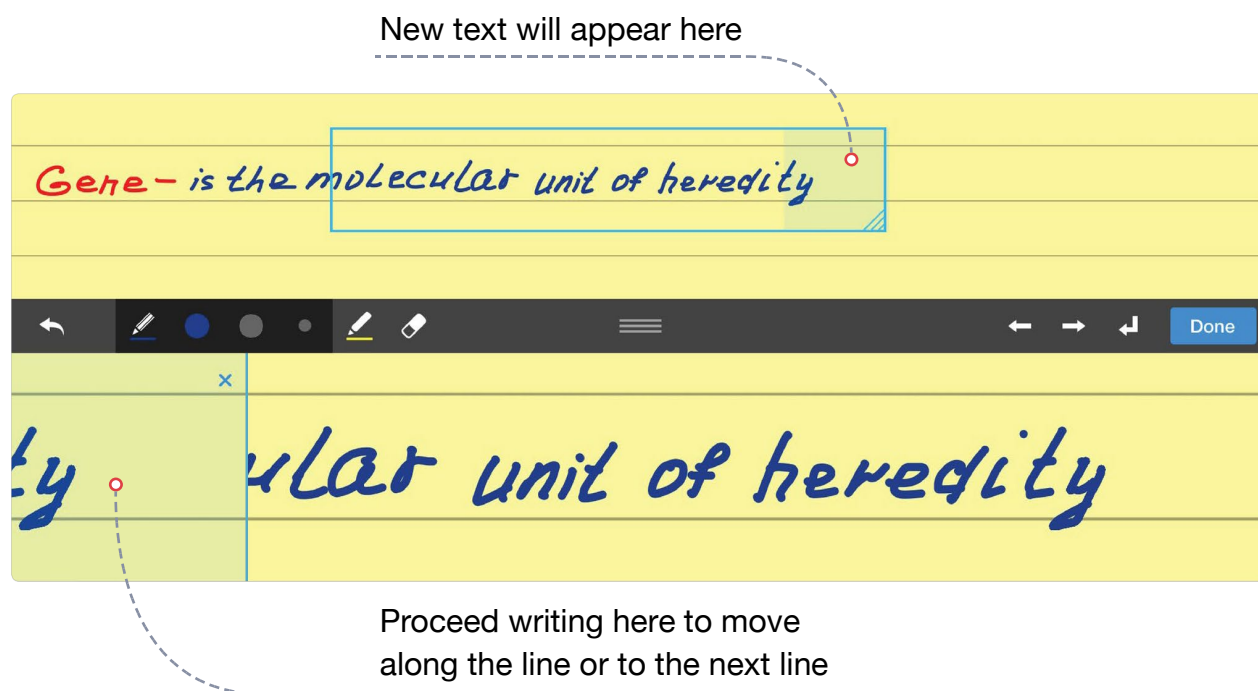 New text will appear here
Gene - is the molecular unit of heredity
Done
ty
ular unit of heredity
Proceed writing here to move
along the line or to the next line